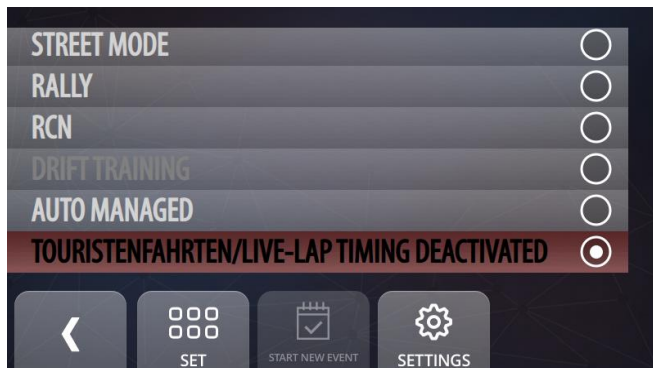 STREET MODE
RALLY
RCN
DRIFT TRAINING
AUTO MANAGED
TOURISTENFAHRTEN/LIVE-LAP TIMING DEACTIVATED
SET
START NEW EVENT
SETTINGS